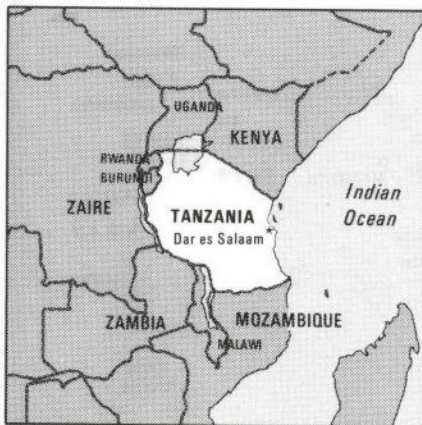 UGANDA
KENYA
RWANDA
BURUNDI
ZAIRE
TANZANIA
Dar es Salaam
Indian
Ocean
ZAMBIA
MOZAMBIQUE
MALAWI